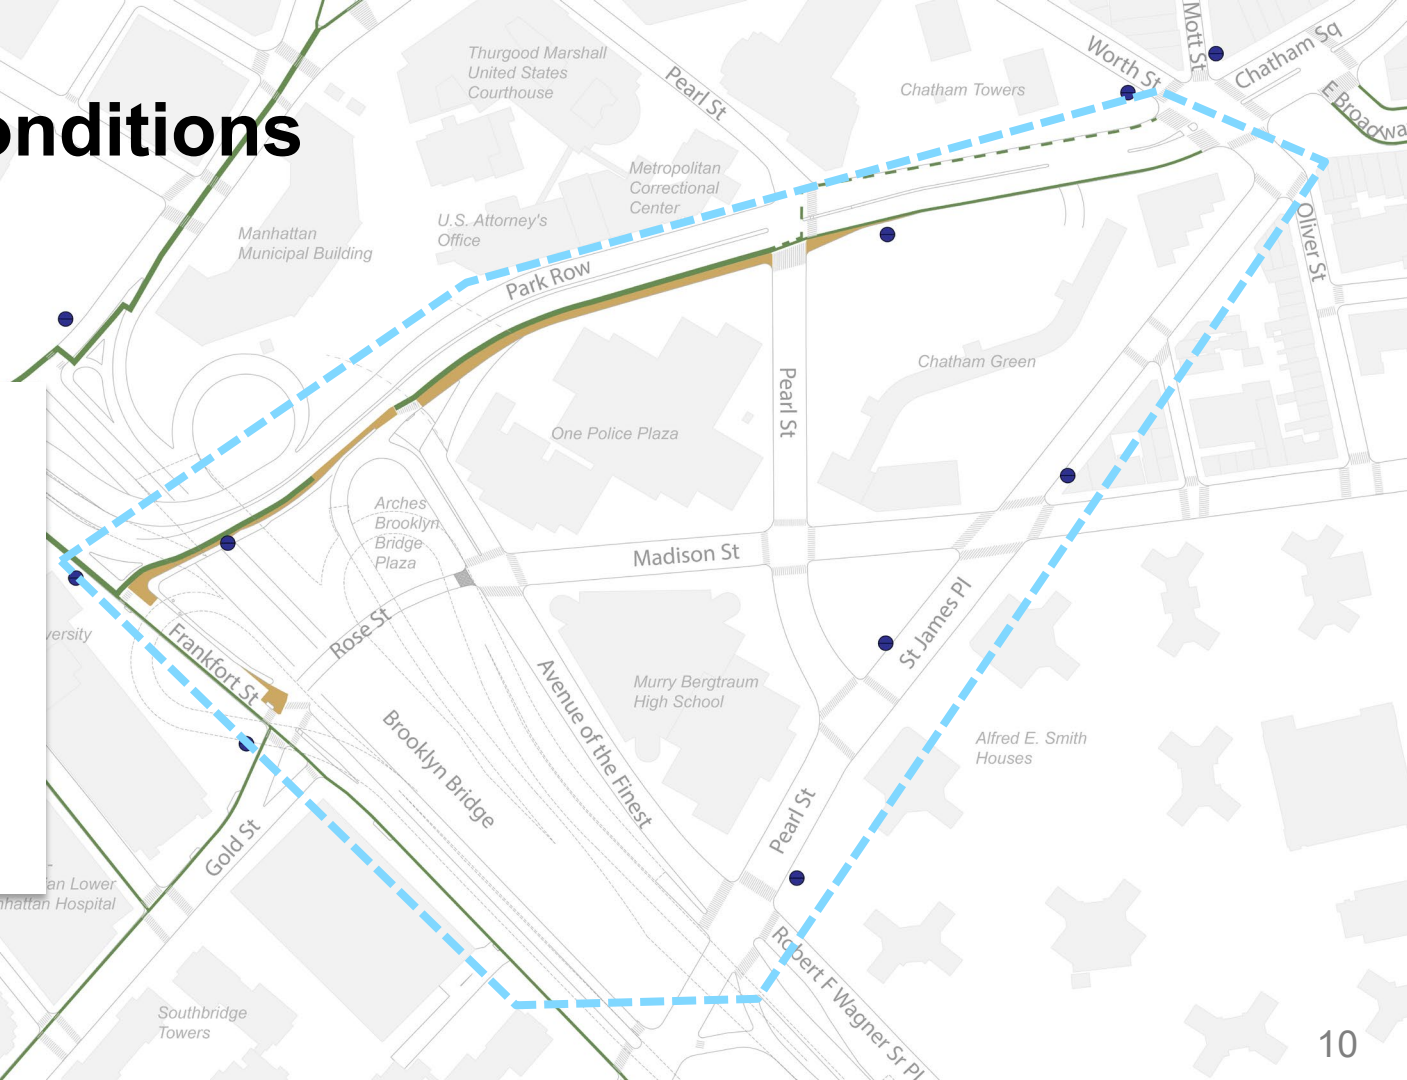 onditions
Thurgood Marshall
United States
Courthouse
Pearl St
Chatham Towers
Worth St
Mott St
Chatham Sq
E Broadwa
Metropolitan
Correctional
Center
U.S. Attorney's
Office
Manhattan
Municipal Building
Park Row
Oliver St
Pearl St
Chatham Green
One Police Plaza
Arches
Brooklyn
Bridge
Plaza
Madison St
Rose St
Frankfort St
versity
St James Pl
Avenue of the Finest
Murry Bergtraum
High School
Brooklyn Bridge
Alfred E. Smith
Houses
Pearl St
Gold St
an Lower
nhattan Hospital
Robert F Wagner Sr Pl
Southbridge
Towers
10